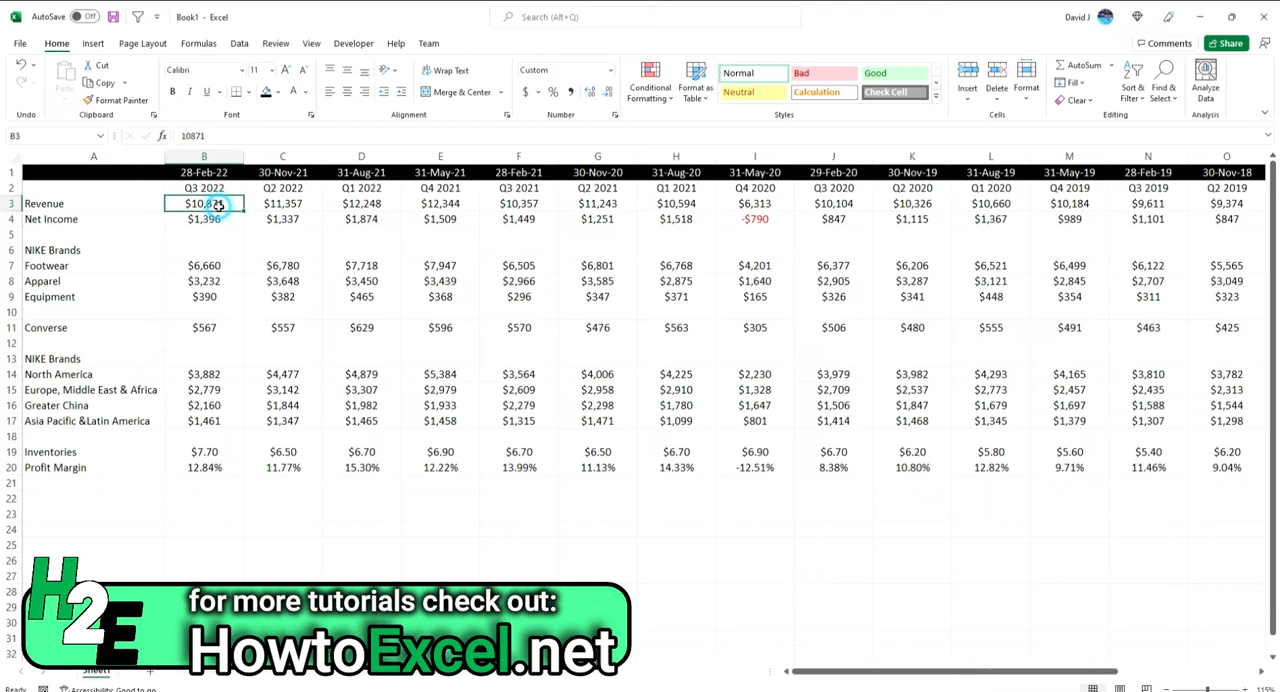 AutoSave Off Book1 - Excel Search (Alt+Q) David J
File Home Insert Page Layout Formulas Data Review View Developer Help Team Comments Share
Cut Calibri 11 Wrap Text Custom Normal Bad Good AutoSum
Copy Fill
Paste Format Painter B I U A Merge & Center $ % Conditional Formatting Format as Table Neutral Calculation Check Cell Insert Delete Format Clear Sort & Filter Find & Select Analyze Data
Undo Clipboard Font Alignment Number Styles Cells Editing Analysis
B3 fx 10871
A B C D E F G H I J K L M N O
1 28-Feb-22 30-Nov-21 31-Aug-21 31-May-21 28-Feb-21 30-Nov-20 31-Aug-20 31-May-20 29-Feb-20 30-Nov-19 31-Aug-19 31-May-19 28-Feb-19 30-Nov-18
2 Q3 2022 Q2 2022 Q1 2022 Q4 2021 Q3 2021 Q2 2021 Q1 2021 Q4 2020 Q3 2020 Q2 2020 Q1 2020 Q4 2019 Q3 2019 Q2 2019
3 Revenue $10,871 $11,357 $12,248 $12,344 $10,357 $11,243 $10,594 $6,313 $10,104 $10,326 $10,660 $10,184 $9,611 $9,374
4 Net Income $1,396 $1,337 $1,874 $1,509 $1,449 $1,251 $1,518 -$790 $847 $1,115 $1,367 $989 $1,101 $847
5
6 NIKE Brands
7 Footwear $6,660 $6,780 $7,718 $7,947 $6,505 $6,801 $6,768 $4,201 $6,377 $6,206 $6,521 $6,499 $6,122 $5,565
8 Apparel $3,232 $3,648 $3,450 $3,439 $2,966 $3,585 $2,875 $1,640 $2,905 $3,287 $3,121 $2,845 $2,707 $3,049
9 Equipment $390 $382 $465 $368 $296 $347 $371 $165 $326 $341 $448 $354 $311 $323
10
11 Converse $567 $557 $629 $596 $570 $476 $563 $305 $506 $480 $555 $491 $463 $425
12
13 NIKE Brands
14 North America $3,882 $4,477 $4,879 $5,384 $3,564 $4,006 $4,225 $2,230 $3,979 $3,982 $4,293 $4,165 $3,810 $3,782
15 Europe, Middle East & Africa $2,779 $3,142 $3,307 $2,979 $2,609 $2,958 $2,910 $1,328 $2,709 $2,537 $2,773 $2,457 $2,435 $2,313
16 Greater China $2,160 $1,844 $1,982 $1,933 $2,279 $2,298 $1,780 $1,647 $1,506 $1,847 $1,679 $1,697 $1,588 $1,544
17 Asia Pacific &Latin America $1,461 $1,347 $1,465 $1,458 $1,315 $1,471 $1,099 $801 $1,414 $1,468 $1,345 $1,379 $1,307 $1,298
18
19 Inventories $7.70 $6.50 $6.70 $6.90 $6.70 $6.50 $6.70 $6.90 $6.70 $6.20 $5.80 $5.60 $5.40 $6.20
20 Profit Margin 12.84% 11.77% 15.30% 12.22% 13.99% 11.13% 14.33% -12.51% 8.38% 10.80% 12.82% 9.71% 11.46% 9.04%
21
22
23
24
25
26
27
28
29
30
31
32
H2E
for more tutorials check out:
HowtoExcel.net
Sheet1
Ready Accessibility: Good to go 115%